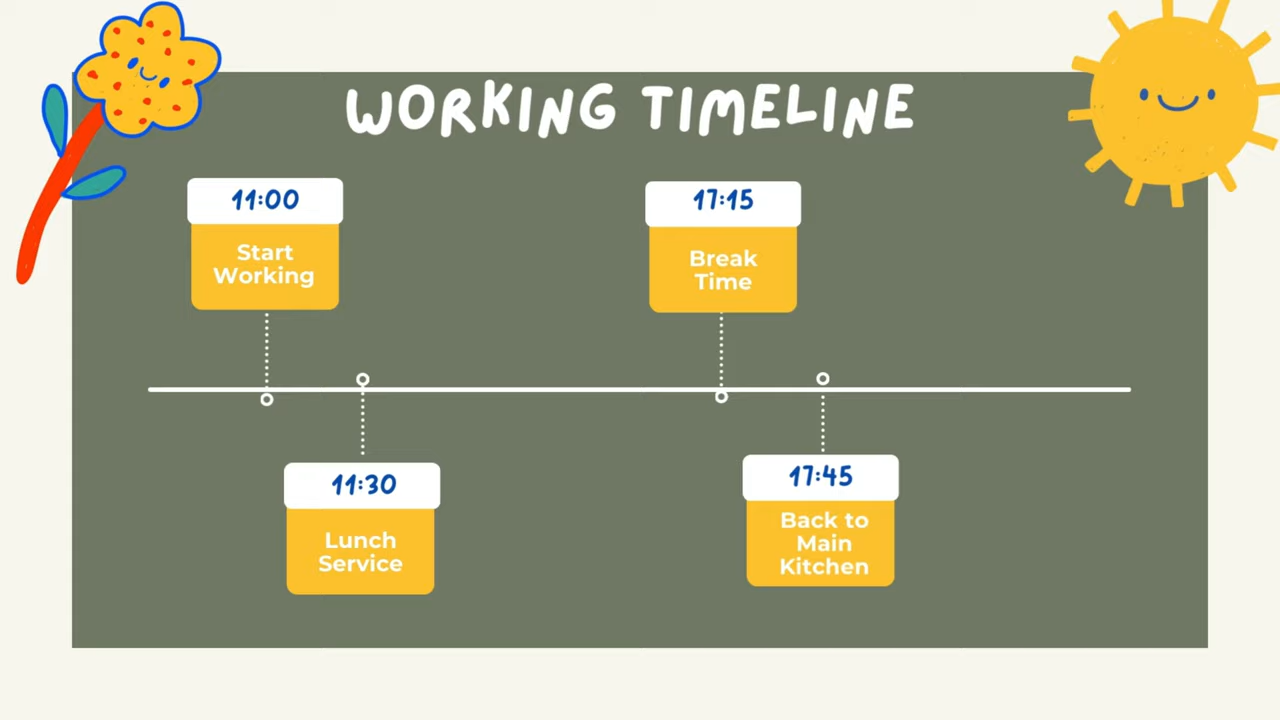 WORKING TIMELINE
11:00
Start
Working
17:15
Break
Time
11:30
Lunch
Service
17:45
Back to
Main
Kitchen